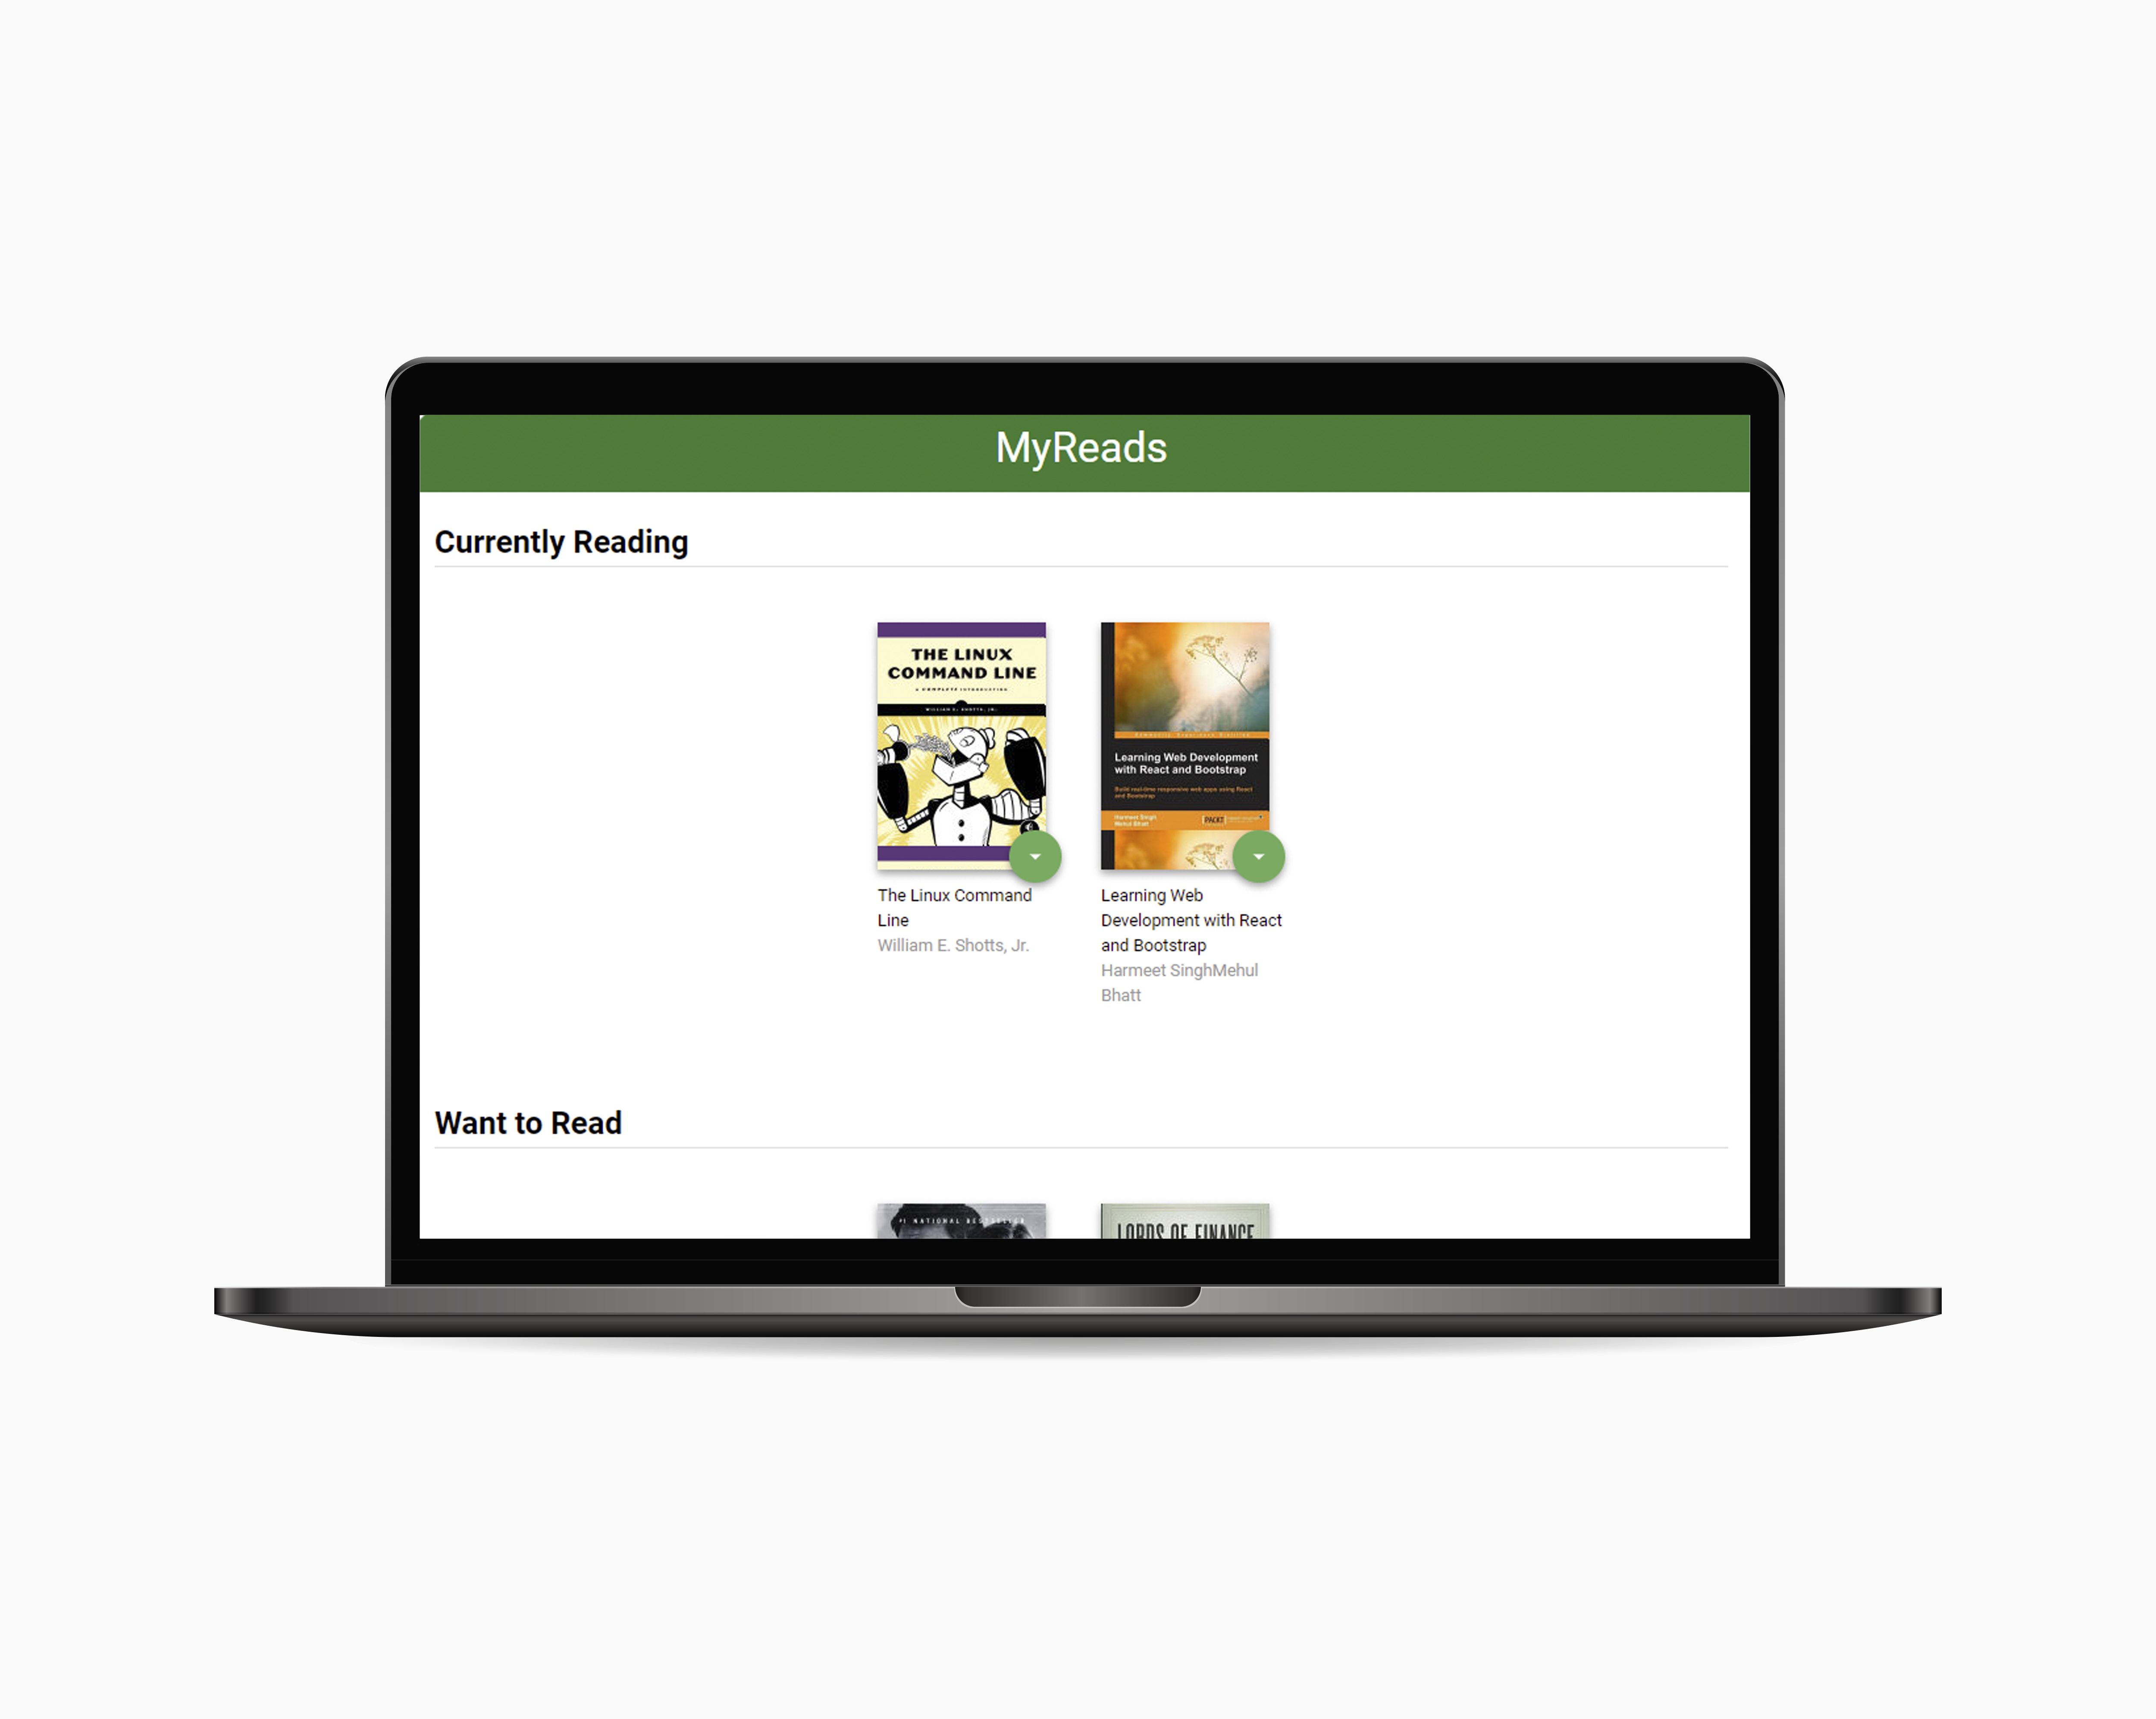 MyReads
Currently Reading
THE LINUX
COMMAND LINE
A COMPLETE INTRODUCTION
WILLIAM E. SHOTTS, JR.
Community Experience Distilled
Learning Web Development
with React and Bootstrap
Build real-time responsive web apps using React
and Bootstrap
Harmeet Singh
Mehul Bhatt
PACKT
The Linux Command
Line
William E. Shotts, Jr.
Learning Web
Development with React
and Bootstrap
Harmeet SinghMehul
Bhatt
Want to Read
#1 NATIONAL BESTSELLER
LORDS OF FINANCE